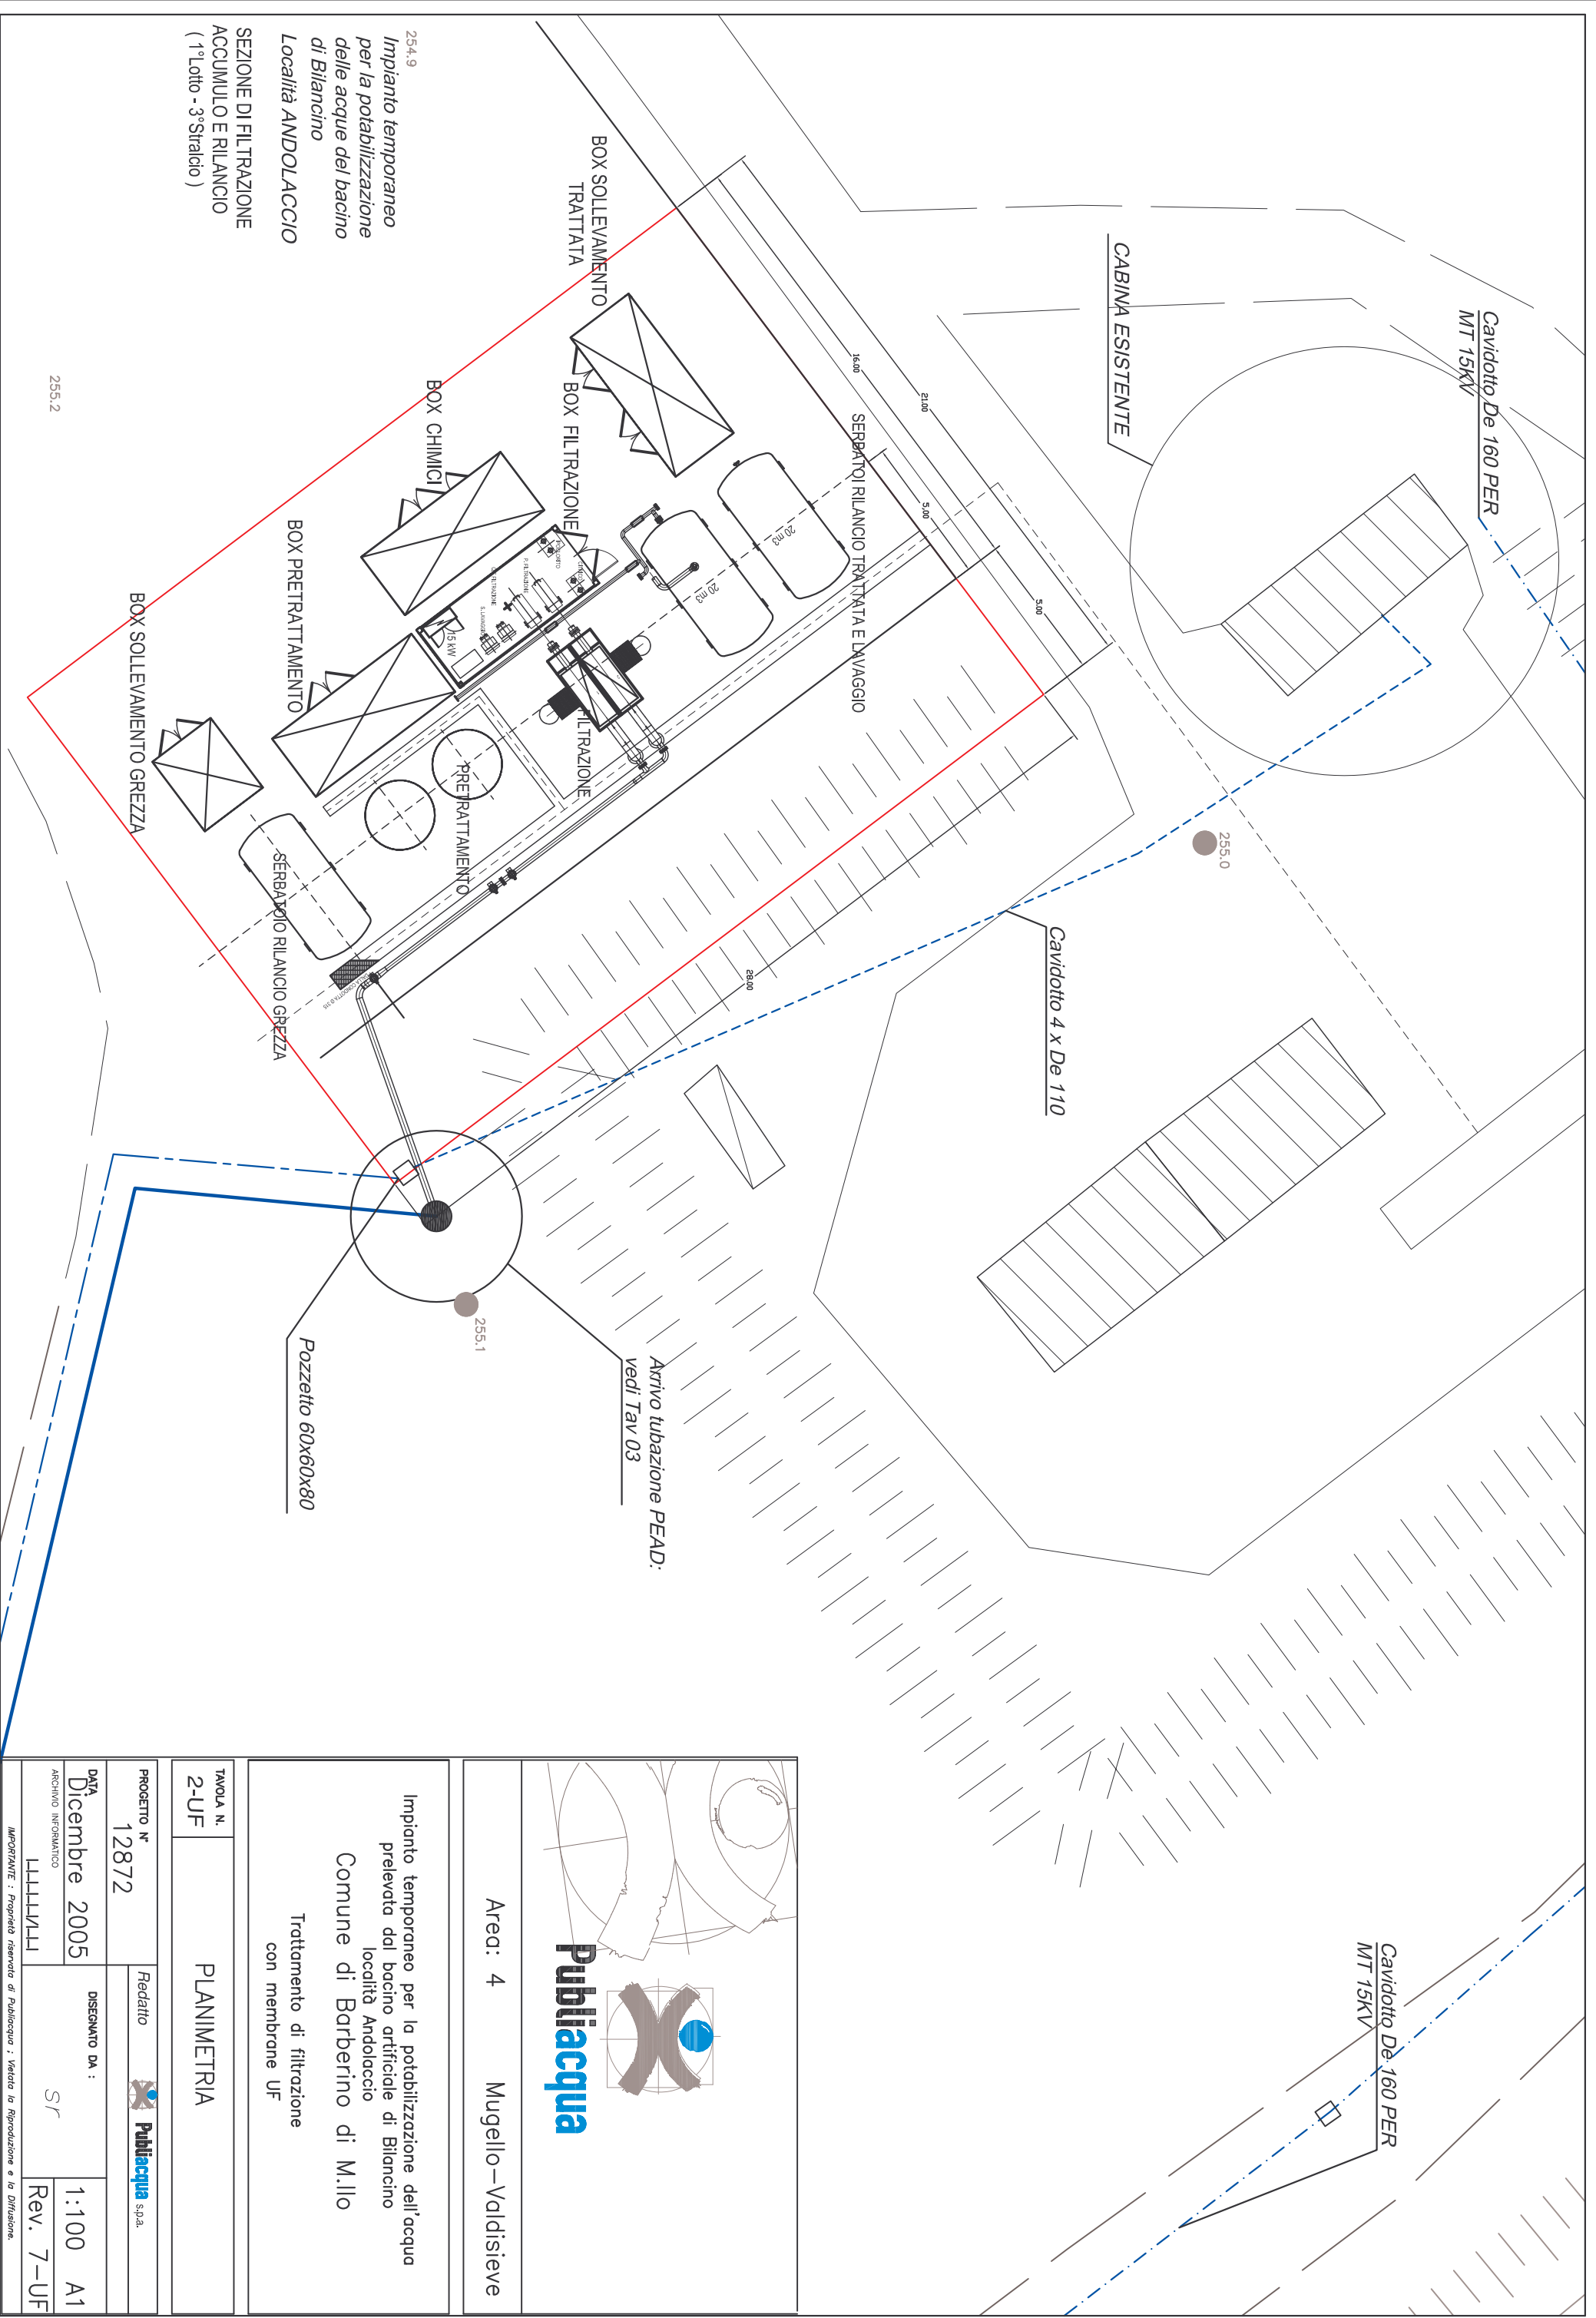 254.9
Impianto temporaneo
per la potabilizzazione
delle acque del bacino
di Bilancino
Località ANDOLACCIO
SEZIONE DI FILTRAZIONE
ACCUMULO E RILANCIO
( 1°Lotto - 3°Stralcio )
255.2
BOX SOLLEVAMENTO
TRATTATA
BOX FILTRAZIONE
BOX CHIMICI
BOX PRETRATTAMENTO
BOX SOLLEVAMENTO GREZZA
SERBATOI RILANCIO TRATTATA E LAVAGGIO
20 m3
20 m3
15 kW
P. FILTRAZIONE
S. LAVAGGIO
FILTRAZIONE
PRETRATTAMENTO
SERBATOIO RILANCIO GREZZA
16.00
21.00
5.00
5.00
28.00
CABINA ESISTENTE
Cavidotto De 160 PER
MT 15KV
255.0
Cavidotto 4 x De 110
255.1
Arrivo tubazione PEAD:
vedi Tav 03
Pozzetto 60x60x80
Cavidotto De 160 PER
MT 15KV
Publiacqua
Area: 4 Mugello-Valdisieve
Impianto temporaneo per la potabilizzazione dell'acqua
prelevata dal bacino artificiale di Bilancino
località Andolaccio
Comune di Barberino di M.llo
Trattamento di filtrazione
con membrane UF
TAVOLA N.
2-UF
PLANIMETRIA
PROGETTO N°
12872
Redatto
Publiacqua s.p.a.
DATA
Dicembre 2005
DISEGNATO DA :
sr
1:100 A1
ARCHIVIO INFORMATICO
Rev. 7-UF
IMPORTANTE : Proprietà riservata di Publiacqua ; Vietata la Riproduzione e la Diffusione.